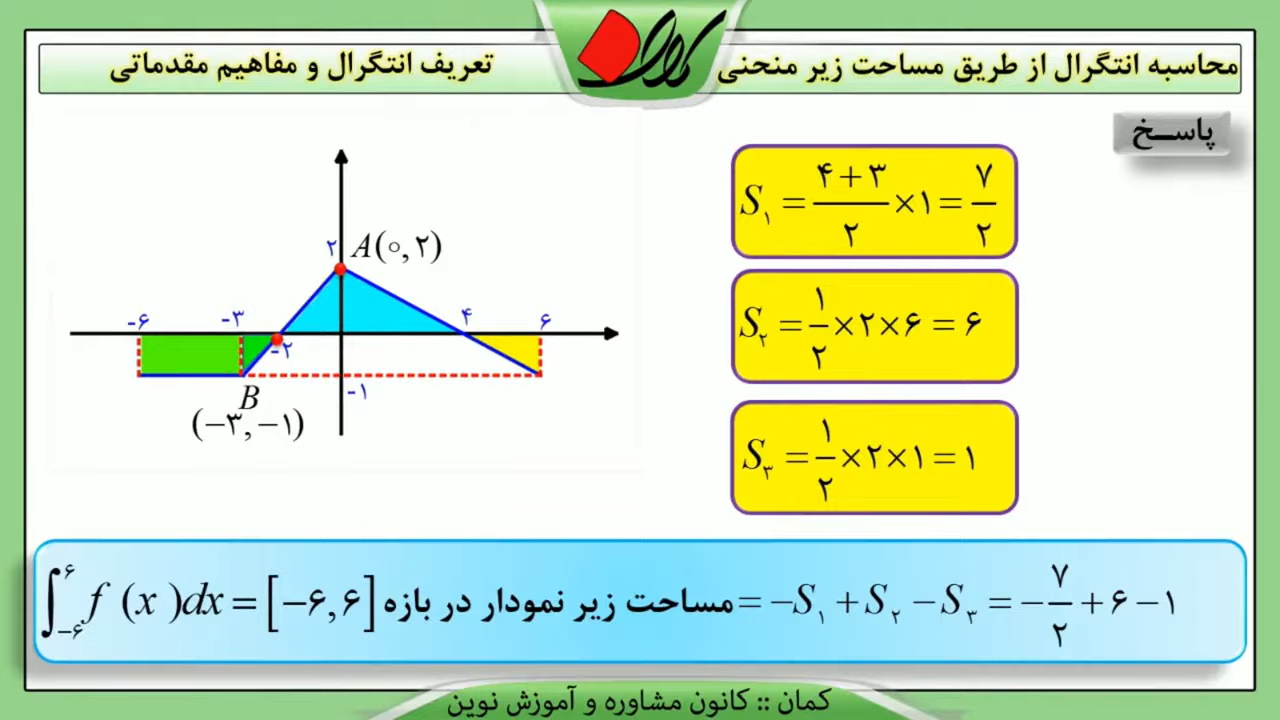 محاسبه انتگرال از طریق مساحت زیر منحنی
کمان
تعریف انتگرال و مفاهیم مقدماتی
پاســخ
۲ A(۰,۲)
-۶ -۳ ۴ ۶
-۲
-۱
B
(−۳,−۱)
S۱ = (۴+۳)/۲ ×۱ = ۷/۲
S۲ = ۱/۲ ×۲×۶ = ۶
S۳ = ۱/۲ ×۲×۱ = ۱
∫_{−۶}^{۶} f (x )dx = [−۶,۶] مساحت زیر نمودار در بازه = −S۱ + S۲ − S۳ = −۷/۲ + ۶ − ۱
کمان :: کانون مشاوره و آموزش نوین